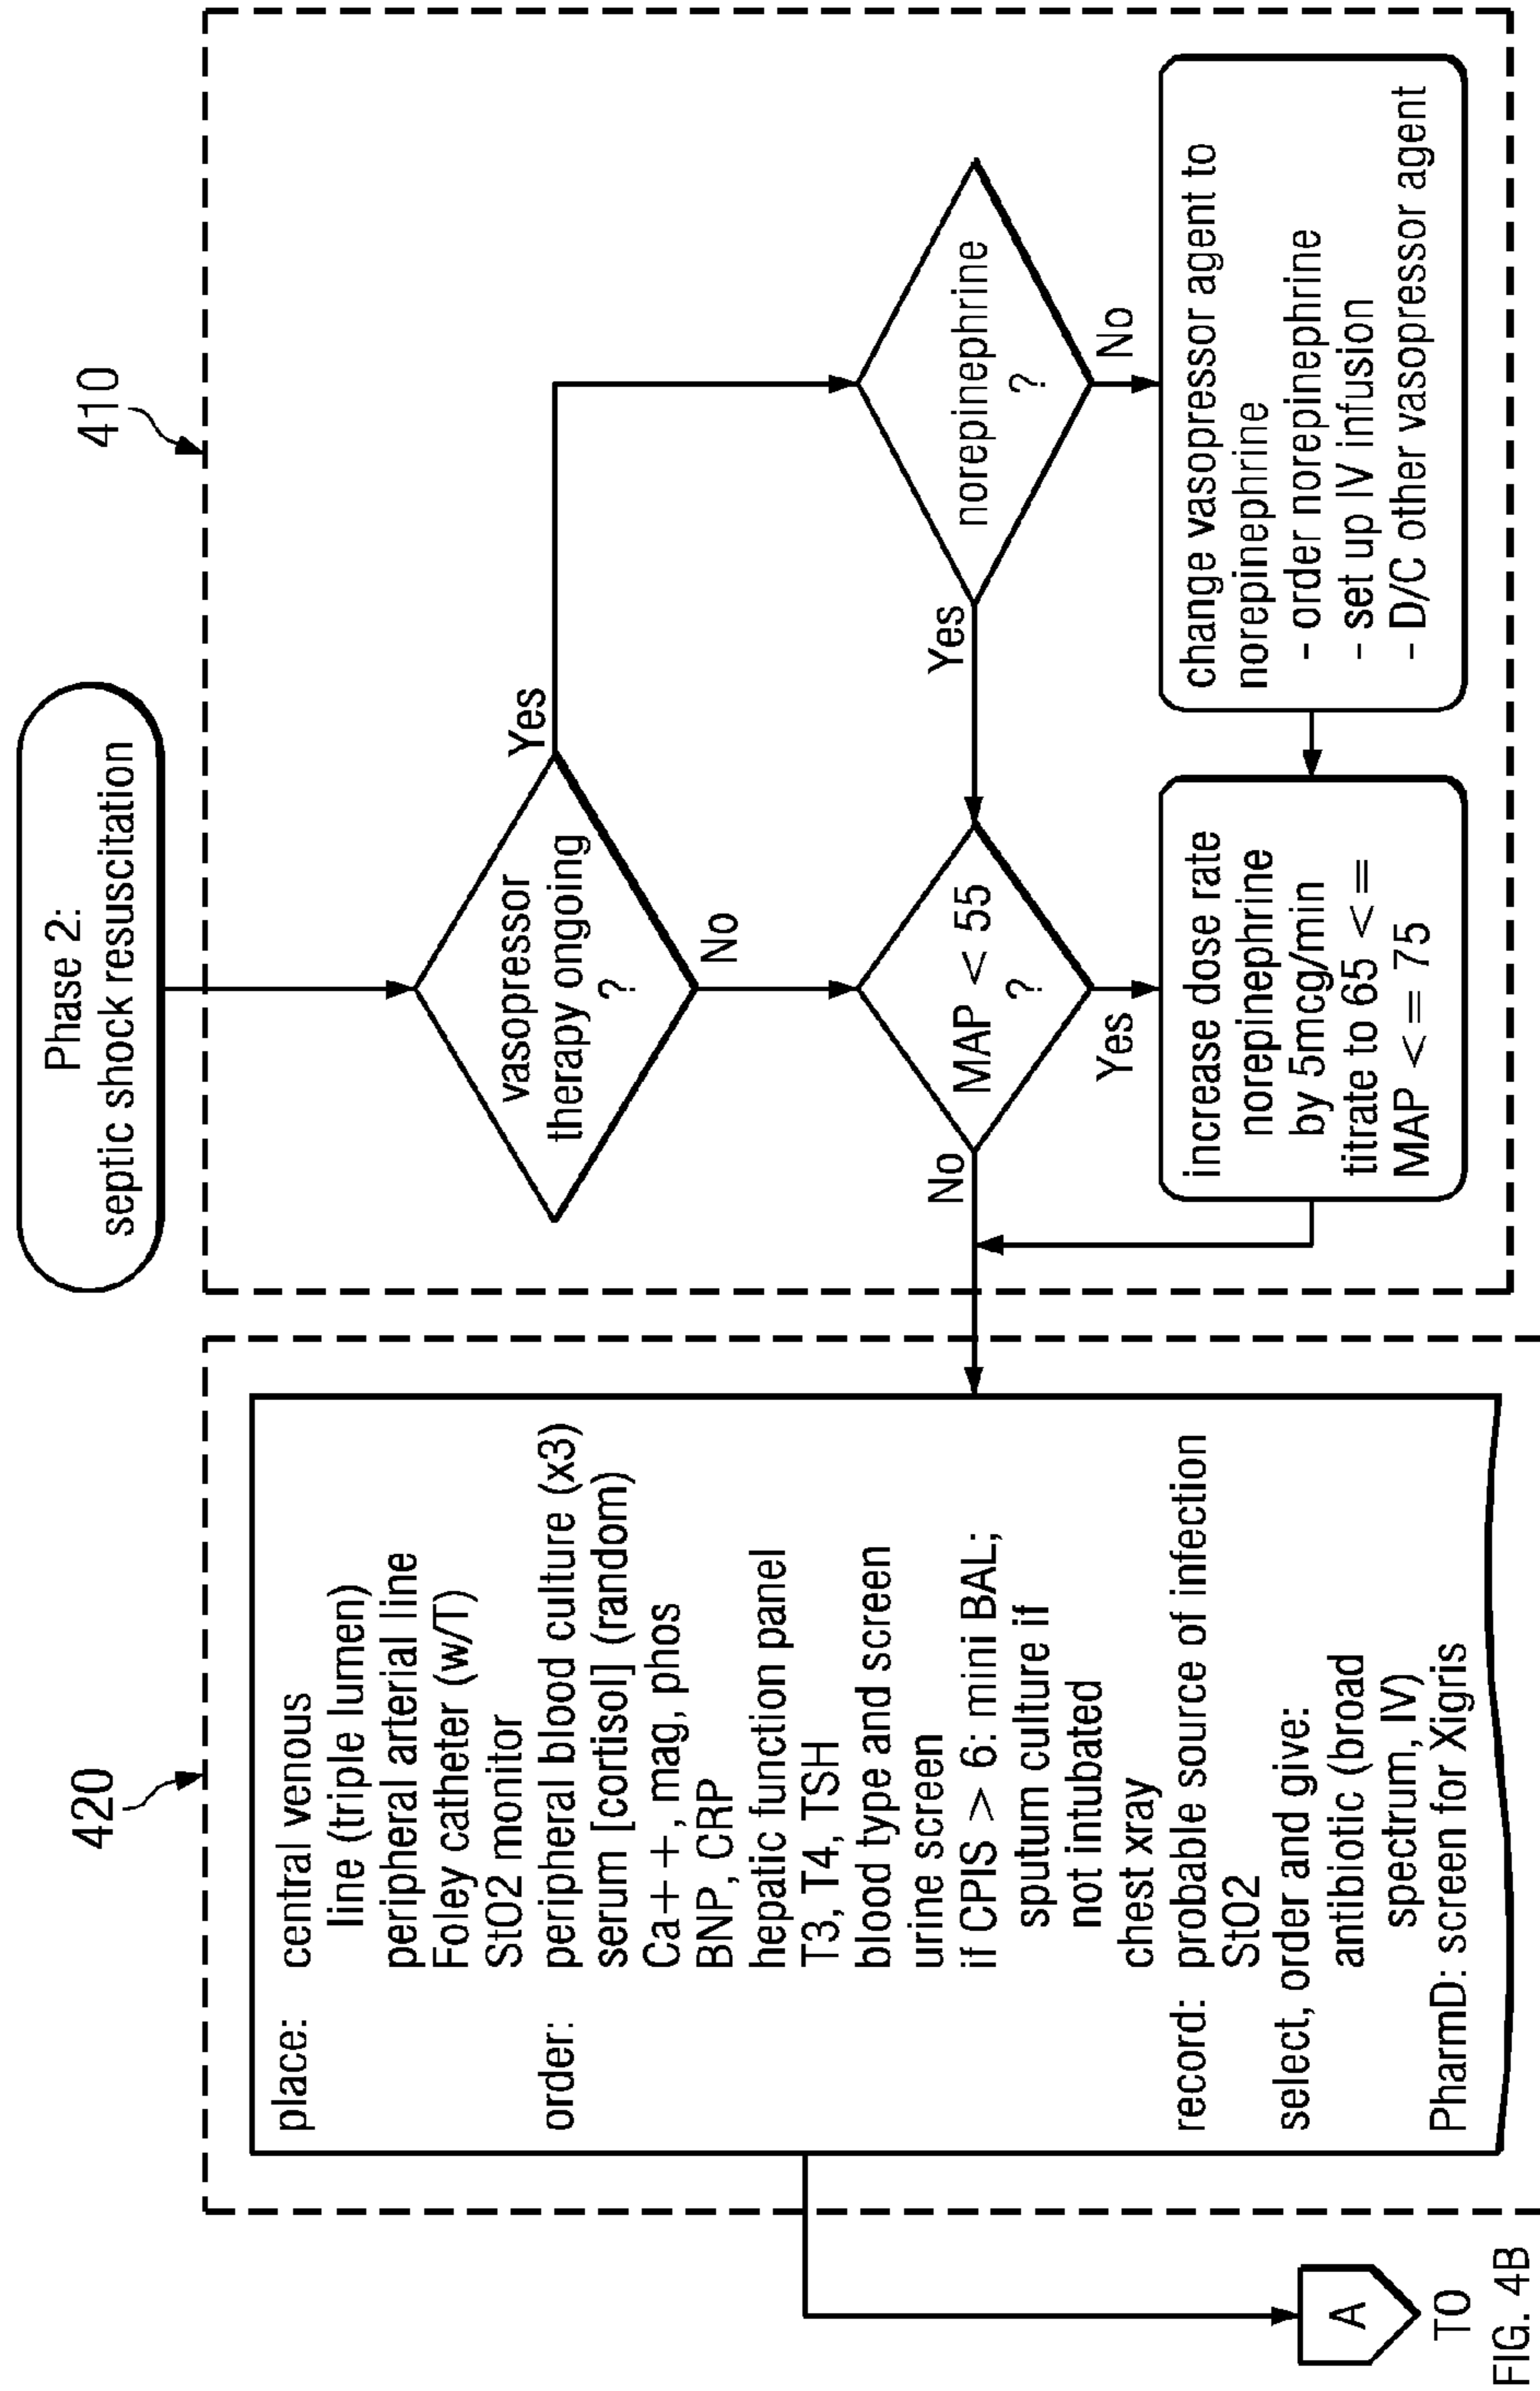 Phase 2:
septic shock resuscitation
410
vasopressor
therapy ongoing
?
Yes
No
norepinephrine
?
Yes
No
MAP < 55
?
No
Yes
change vasopressor agent to
norepinephrine
- order norepinephrine
- set up IV infusion
- D/C other vasopressor agent
increase dose rate
norepinephrine
by 5mcg/min
titrate to 65 <=
MAP <= 75
420
place: central venous
line (triple lumen)
peripheral arterial line
Foley catheter (w/T)
StO2 monitor
order: peripheral blood culture (x3)
serum [cortisol] (random)
Ca++, mag, phos
BNP, CRP
hepatic function panel
T3, T4, TSH
blood type and screen
urine screen
if CPIS > 6: mini BAL;
sputum culture if
not intubated
chest xray
record: probable source of infection
StO2
select, order and give:
antibiotic (broad
spectrum, IV)
PharmD: screen for Xigris
A
TO
FIG. 4B